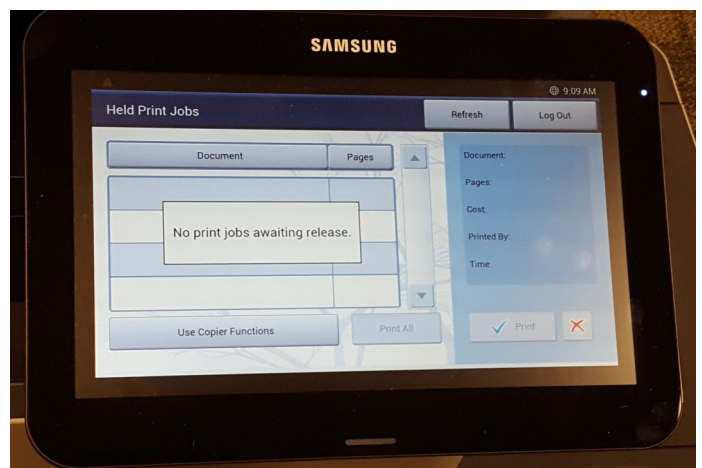 SAMSUNG
9:09 AM
Held Print Jobs
Refresh
Log Out
Document
Pages
No print jobs awaiting release.
Document:
Pages:
Cost:
Printed By:
Time:
Use Copier Functions
Print All
Print